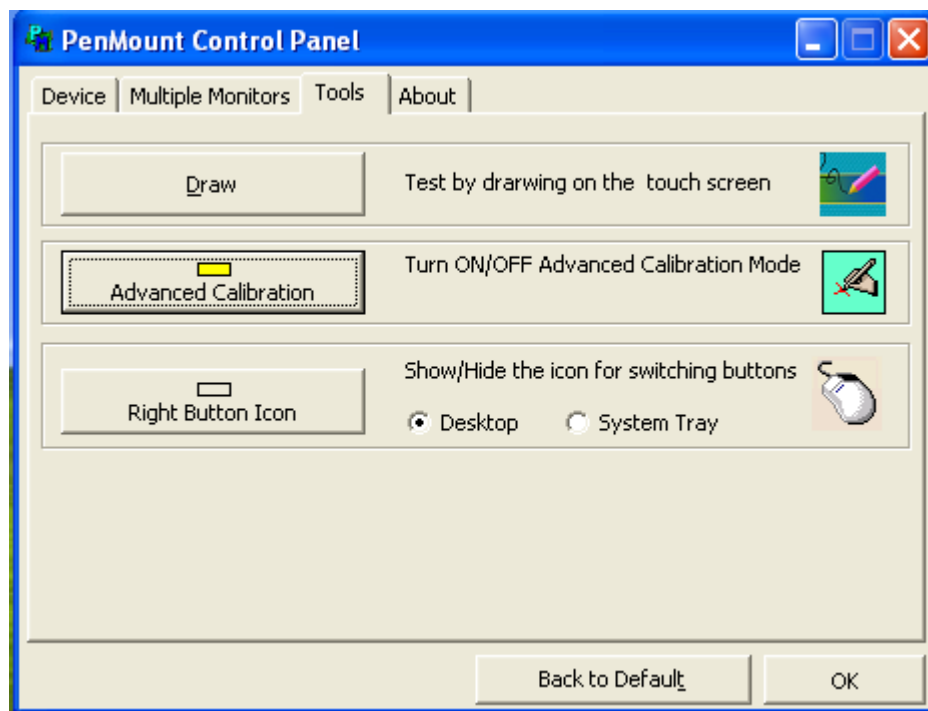 PenMount Control Panel
Device Multiple Monitors Tools About
Draw Test by drarwing on the touch screen
Advanced Calibration Turn ON/OFF Advanced Calibration Mode
Right Button Icon Show/Hide the icon for switching buttons
Desktop System Tray
Back to Default OK